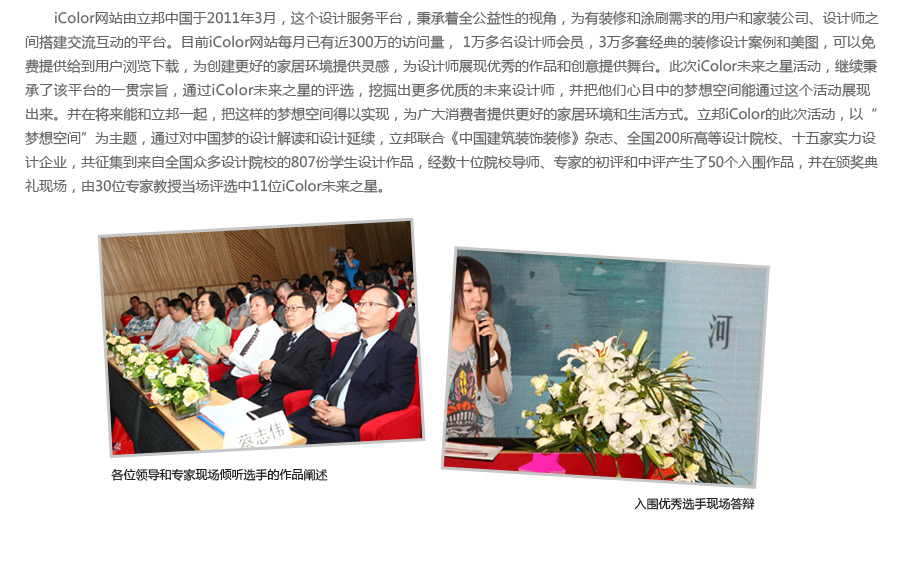 iColor网站由立邦中国于2011年3月，这个设计服务平台，秉承着全公益性的视角，为有装修和涂刷需求的用户和家装公司、设计师之
间搭建交流互动的平台。目前iColor网站每月已有近300万的访问量， 1万多名设计师会员，3万多套经典的装修设计案例和美图，可以免
费提供给到用户浏览下载，为创建更好的家居环境提供灵感，为设计师展现优秀的作品和创意提供舞台。此次iColor未来之星活动，继续秉
承了该平台的一贯宗旨，通过iColor未来之星的评选，挖掘出更多优质的未来设计师，并把他们心目中的梦想空间能通过这个活动展现
出来。并在将来能和立邦一起，把这样的梦想空间得以实现，为广大消费者提供更好的家居环境和生活方式。立邦iColor的此次活动，以“
梦想空间”为主题，通过对中国梦的设计解读和设计延续，立邦联合《中国建筑装饰装修》杂志、全国200所高等设计院校、十五家实力设
计企业，共征集到来自全国众多设计院校的807份学生设计作品，经数十位院校导师、专家的初评和中评产生了50个入围作品，并在颁奖典
礼现场，由30位专家教授当场评选中11位iColor未来之星。
河
蔡志伟
各位领导和专家现场倾听选手的作品阐述
入围优秀选手现场答辩